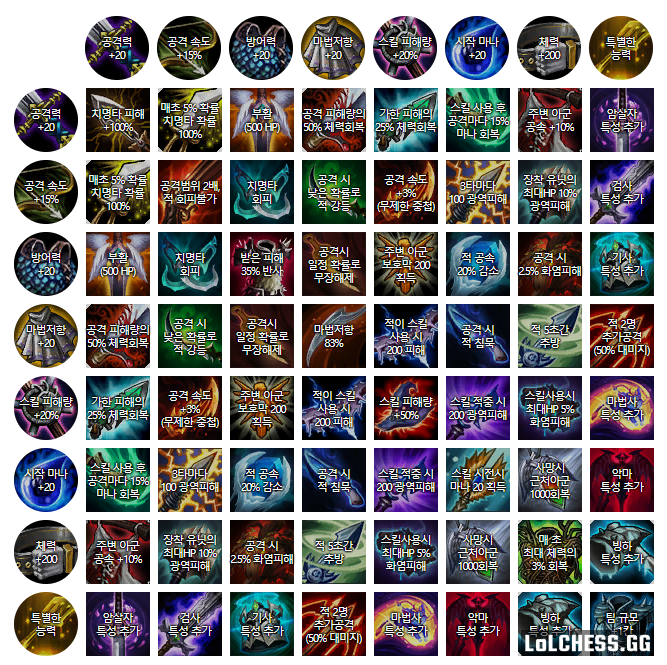 공격력 공격 속도 방어력 마법저항 스킬 피해량 시작 마나 체력 특별한
+20 +15% +20 +20 +20% +20 +200 능력
공격력 치명타 피해 매초 5% 확률 부활 공격 피해량의 가한 피해의 스킬 사용 후 주변 아군 암살자
+20 +100% 치명타 확률 (500 HP) 50% 체력회복 25% 체력회복 공격마다 15% 공속 +10% 특성 추가
100% 마나 회복
공격 속도 매초 5% 확률 공격범위 2배, 치명타 공격 시 공격 속도 3타마다 장착 유닛의 검사
+15% 치명타 확률 적 회피불가 회피 낮은 확률로 +3% 100 광역피해 최대HP 10% 특성 추가
100% 적 강등 (무제한 중첩) 광역피해
방어력 부활 치명타 받은 피해 공격시 주변 아군 적 공속 공격 시 기사
+20 (500 HP) 회피 35% 반사 일정 확률로 보호막 200 20% 감소 2.5% 화염피해 특성 추가
무장해제 획득
마법저항 공격 피해량의 공격 시 공격시 마법저항 적이 스킬 공격 시 적 5초간 적 2명
+20 50% 체력회복 낮은 확률로 일정 확률로 83% 사용 시 적 침묵 추방 추가공격
적 강등 무장해제 200 피해 (50% 대미지)
스킬 피해량 가한 피해의 공격 속도 주변 아군 적이 스킬 스킬 피해량 스킬 적중 시 스킬사용시 마법사
+20% 25% 체력회복 +3% 보호막 200 사용 시 +50% 200 광역피해 최대HP 5% 특성 추가
(무제한 중첩) 획득 200 피해 화염피해
시작 마나 스킬 사용 후 3타마다 적 공속 공격 시 스킬 적중 시 스킬 시전시 사망시 악마
+20 공격마다 15% 100 광역피해 20% 감소 적 침묵 200 광역피해 마나 20 획득 근처아군 특성 추가
마나 회복 1000회복
체력 주변 아군 장착 유닛의 공격 시 적 5초간 스킬사용시 사망시 매 초 빙하
+200 공속 +10% 최대HP 10% 2.5% 화염피해 추방 최대HP 5% 근처아군 최대 체력의 특성 추가
광역피해 화염피해 1000회복 3% 회복
특별한 암살자 검사 기사 적 2명 마법사 악마 빙하 팀 규모
능력 특성 추가 특성 추가 특성 추가 추가공격 특성 추가 특성 추가 특성 추가
(50% 대미지)
LoLCHESS.GG